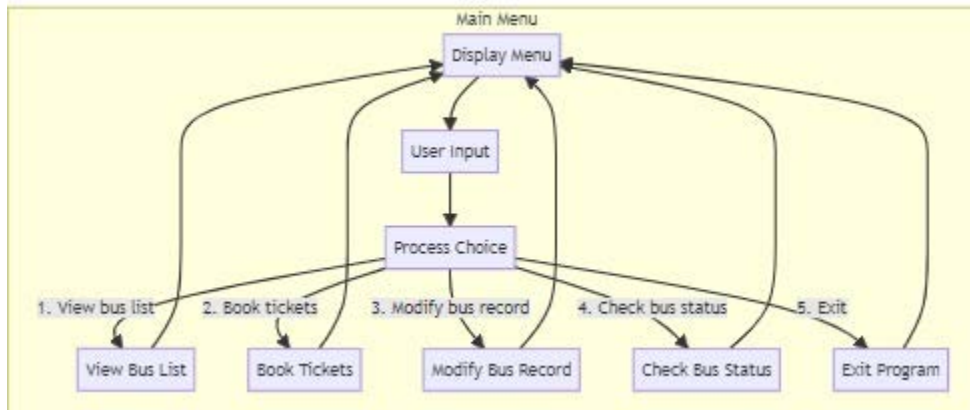 Main Menu
Display Menu
User Input
Process Choice
1. View bus list
2. Book tickets
3. Modify bus record
4. Check bus status
5. Exit
View Bus List
Book Tickets
Modify Bus Record
Check Bus Status
Exit Program